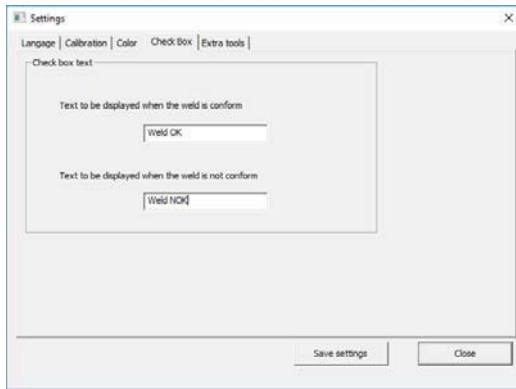 Settings
Langage Calibration Color Check Box Extra tools
Check box text
Text to be displayed when the weld is conform
Weld OK
Text to be displayed when the weld is not conform
Weld NOK
Save settings Close